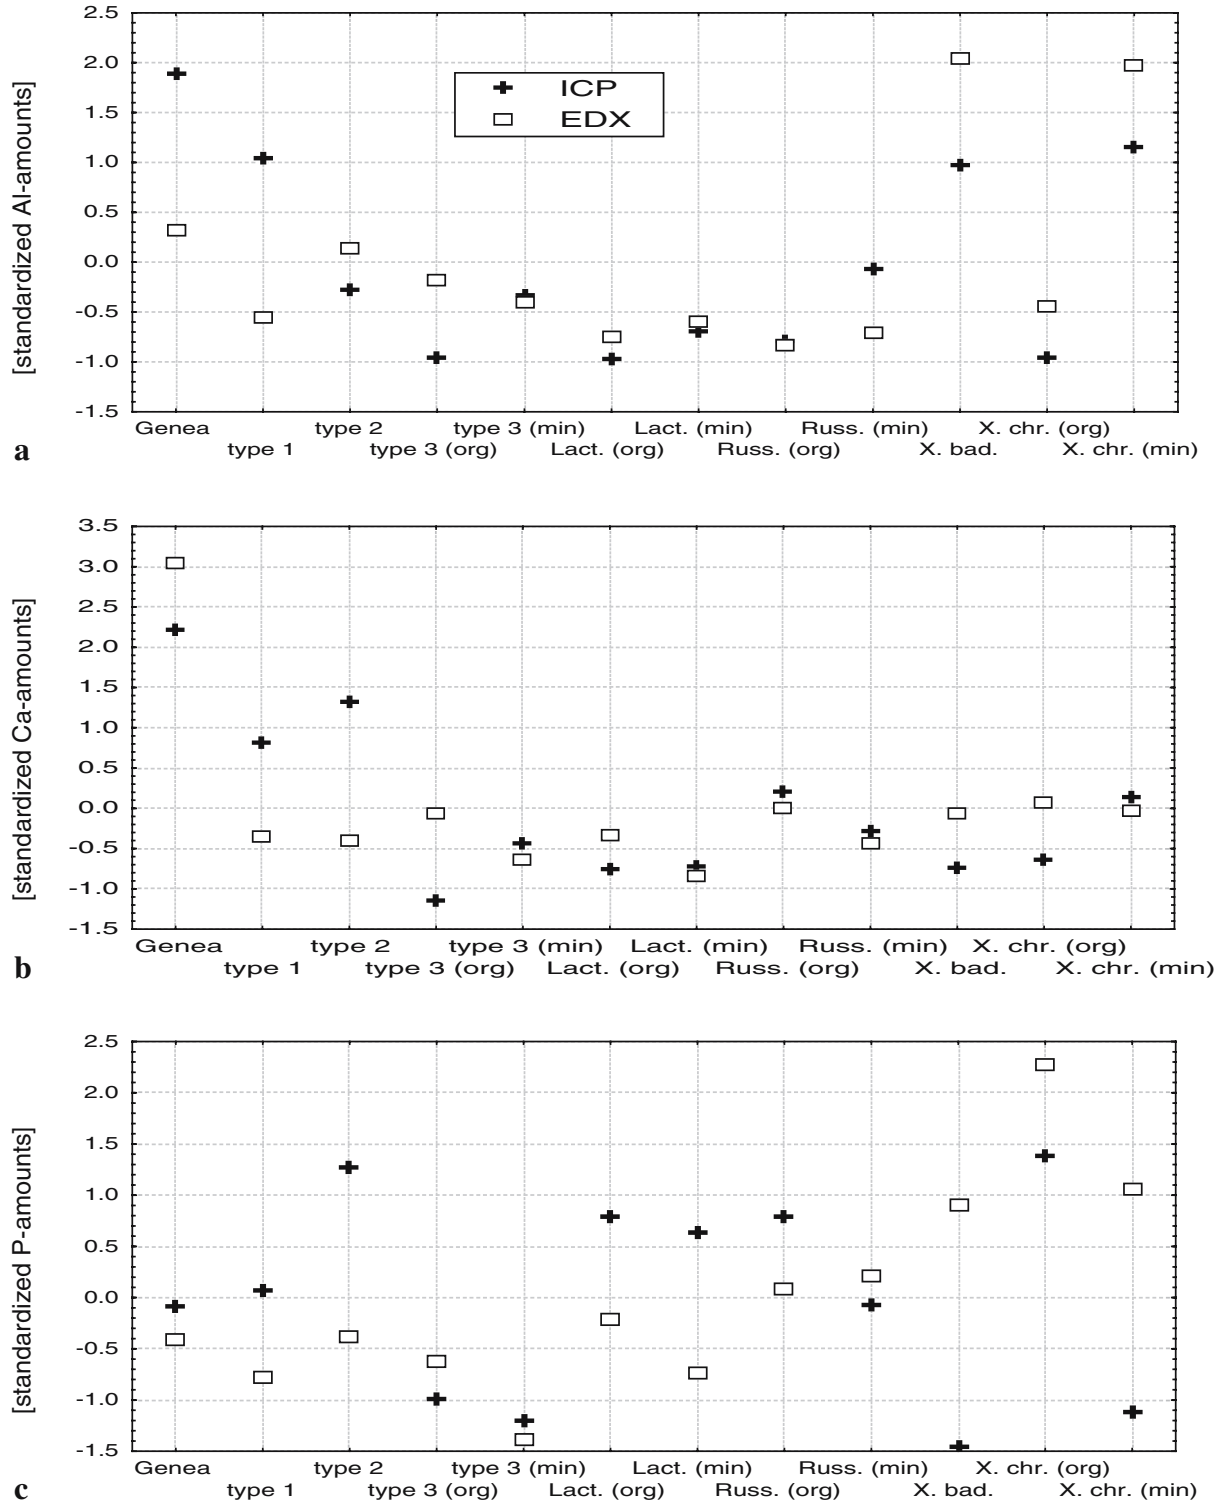 [standardized Al-amounts]
2.5
2.0
1.5
1.0
0.5
0.0
-0.5
-1.0
-1.5
ICP
EDX
Genea type 2 type 3 (min) Lact. (min) Russ. (min) X. chr. (org)
type 1 type 3 (org) Lact. (org) Russ. (org) X. bad. X. chr. (min)
a
[standardized Ca-amounts]
3.5
3.0
2.5
2.0
1.5
1.0
0.5
0.0
-0.5
-1.0
-1.5
Genea type 2 type 3 (min) Lact. (min) Russ. (min) X. chr. (org)
type 1 type 3 (org) Lact. (org) Russ. (org) X. bad. X. chr. (min)
b
[standardized P-amounts]
2.5
2.0
1.5
1.0
0.5
0.0
-0.5
-1.0
-1.5
Genea type 2 type 3 (min) Lact. (min) Russ. (min) X. chr. (org)
type 1 type 3 (org) Lact. (org) Russ. (org) X. bad. X. chr. (min)
c